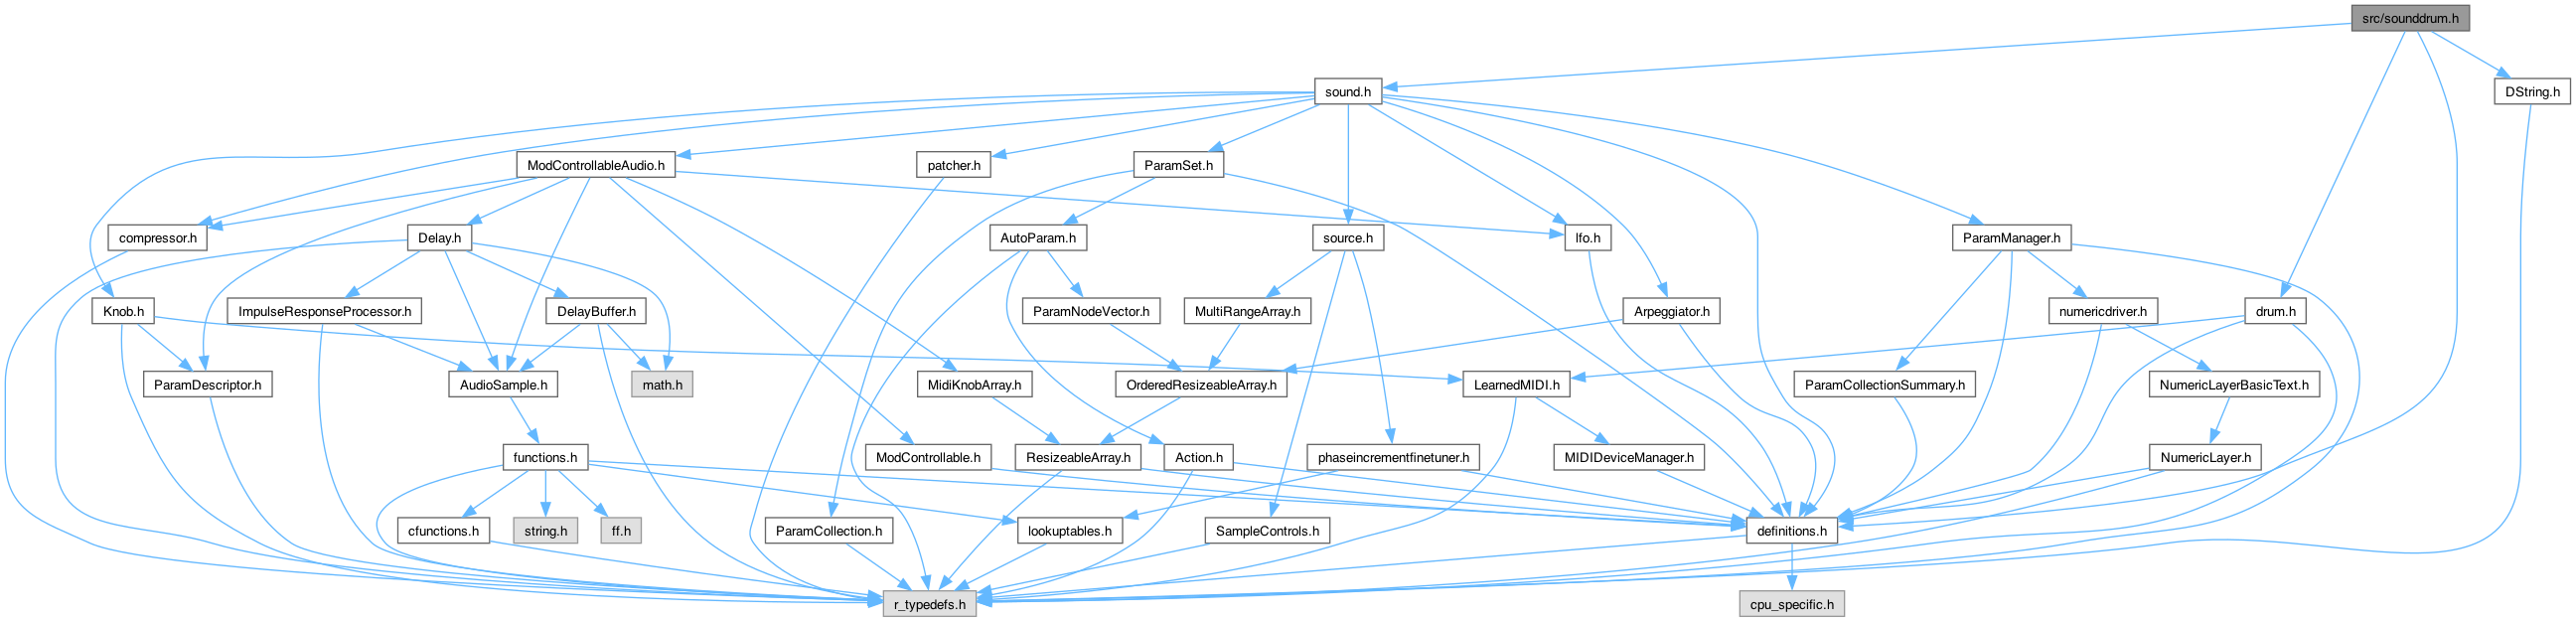 src/sounddrum.h
sound.h
DString.h
ModControllableAudio.h
patcher.h
ParamSet.h
compressor.h
Delay.h
AutoParam.h
source.h
lfo.h
ParamManager.h
Knob.h
ImpulseResponseProcessor.h
DelayBuffer.h
ParamNodeVector.h
MultiRangeArray.h
Arpeggiator.h
numericdriver.h
drum.h
ParamDescriptor.h
AudioSample.h
math.h
MidiKnobArray.h
OrderedResizeableArray.h
LearnedMIDI.h
ParamCollectionSummary.h
NumericLayerBasicText.h
functions.h
ModControllable.h
ResizeableArray.h
Action.h
phaseincrementfinetuner.h
MIDIDeviceManager.h
NumericLayer.h
cfunctions.h
string.h
ff.h
ParamCollection.h
lookuptables.h
SampleControls.h
definitions.h
r_typedefs.h
cpu_specific.h